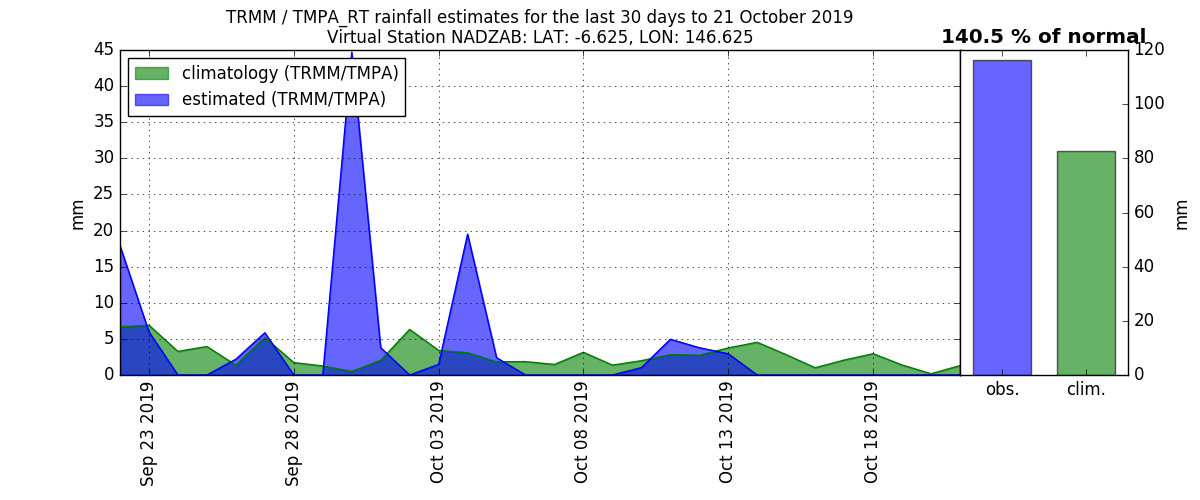 TRMM / TMPA_RT rainfall estimates for the last 30 days to 21 October 2019
Virtual Station NADZAB: LAT: -6.625, LON: 146.625
140.5 % of normal
climatology (TRMM/TMPA)
estimated (TRMM/TMPA)
45
40
35
30
25
20
15
10
5
0
mm
Sep 23 2019
Sep 28 2019
Oct 03 2019
Oct 08 2019
Oct 13 2019
Oct 18 2019
120
100
80
60
40
20
0
mm
obs.
clim.